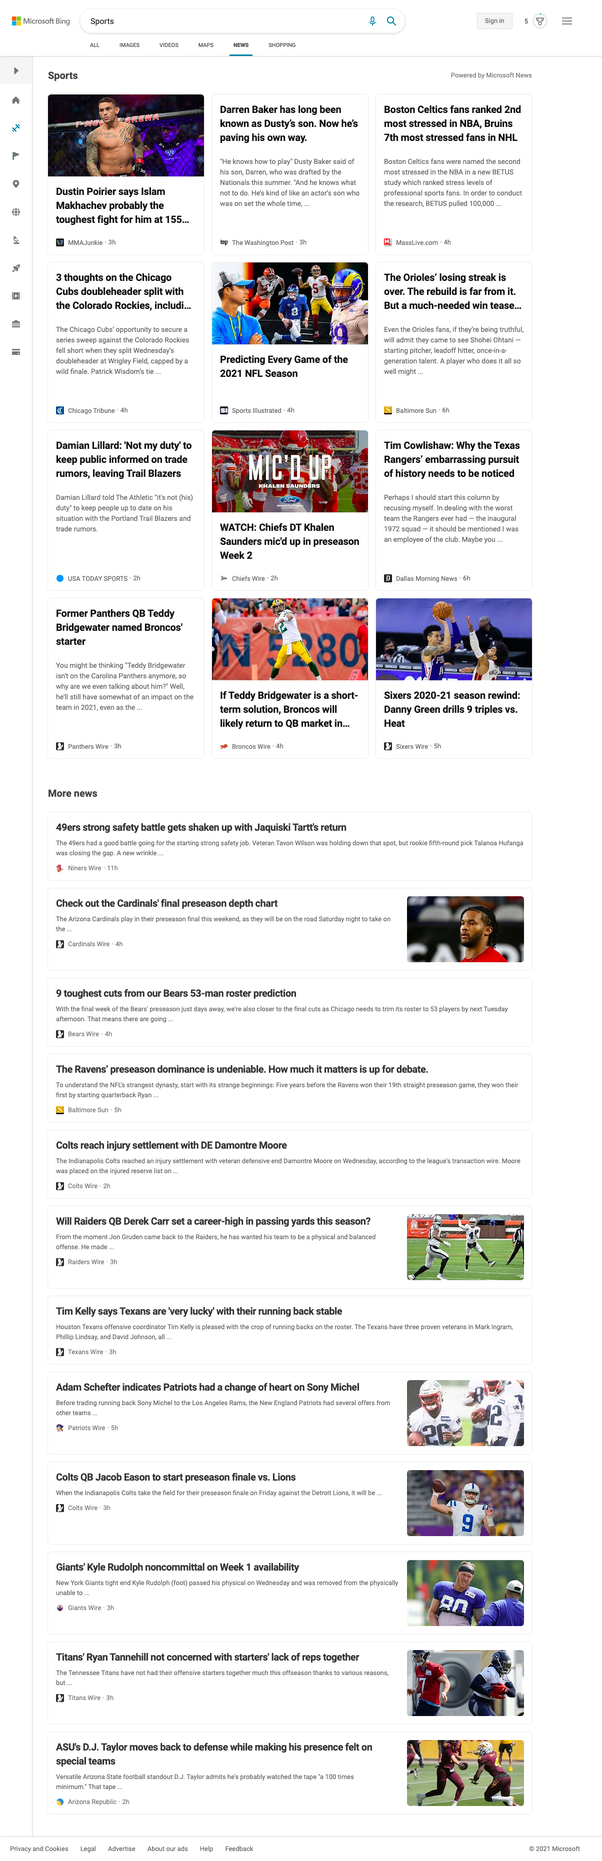 Microsoft Bing
Sports
Sign in
5
ALL IMAGES VIDEOS MAPS NEWS SHOPPING
Sports
Powered by Microsoft News
Dustin Poirier says Islam
Makhachev probably the
toughest fight for him at 155...
MMAJunkie · 3h
Darren Baker has long been
known as Dusty's son. Now he's
paving his own way.
"He knows how to play" Dusty Baker said of
his son, Darren, who was drafted by the
Nationals this summer. "And he knows what
not to do. He's kind of like an actor's son who
was on set the whole time, ...
The Washington Post · 3h
Boston Celtics fans ranked 2nd
most stressed in NBA, Bruins
7th most stressed fans in NHL
Boston Celtics fans were named the second
most stressed in the NBA in a new BETUS
study which ranked stress levels of
professional sports fans. In order to conduct
the research, BETUS pulled 100,000 ...
MassLive.com · 4h
3 thoughts on the Chicago
Cubs doubleheader split with
the Colorado Rockies, includi...
The Chicago Cubs' opportunity to secure a
series sweep against the Colorado Rockies
fell short when they split Wednesday's
doubleheader at Wrigley Field, capped by a
wild finale. Patrick Wisdom's tie ...
Chicago Tribune · 4h
Predicting Every Game of the
2021 NFL Season
Sports Illustrated · 4h
The Orioles' losing streak is
over. The rebuild is far from it.
But a much-needed win tease...
Even the Orioles fans, if they're being truthful,
will admit they came to see Shohei Ohtani —
starting pitcher, leadoff hitter, once-in-a-
generation talent. A player who does it all so
well might ...
Baltimore Sun · 6h
Damian Lillard: 'Not my duty' to
keep public informed on trade
rumors, leaving Trail Blazers
Damian Lillard told The Athletic "it's not (his)
duty" to keep people up to date on his
situation with the Portland Trail Blazers and
trade rumors.
USA TODAY SPORTS · 2h
MIC'D UP
KHALEN SAUNDERS
Ford
WATCH: Chiefs DT Khalen
Saunders mic'd up in preseason
Week 2
Chiefs Wire · 2h
Tim Cowlishaw: Why the Texas
Rangers' embarrassing pursuit
of history needs to be noticed
Perhaps I should start this column by
recusing myself. In dealing with the worst
team the Rangers ever had — the inaugural
1972 squad — it should be mentioned I was
an employee of the club. Maybe you ...
Dallas Morning News · 6h
Former Panthers QB Teddy
Bridgewater named Broncos'
starter
You might be thinking "Teddy Bridgewater
isn't on the Carolina Panthers anymore, so
why are we even talking about him?" Well,
he'll still have somewhat of an impact on the
team in 2021, even as the ...
Panthers Wire · 3h
N 5280
If Teddy Bridgewater is a short-
term solution, Broncos will
likely return to QB market in...
Broncos Wire · 4h
Sixers 2020-21 season rewind:
Danny Green drills 9 triples vs.
Heat
Sixers Wire · 5h
More news
49ers strong safety battle gets shaken up with Jaquiski Tartt's return
The 49ers had a good battle going for the starting strong safety job. Veteran Tavon Wilson was holding down that spot, but rookie fifth-round pick Talanoa Hufanga
was closing the gap. A new wrinkle ...
Niners Wire · 11h
Check out the Cardinals' final preseason depth chart
The Arizona Cardinals play in their preseason final this weekend, as they will be on the road Saturday night to take on
the ...
Cardinals Wire · 4h
9 toughest cuts from our Bears 53-man roster prediction
With the final week of the Bears' preseason just days away, we're also closer to the final cuts as Chicago needs to trim its roster to 53 players by next Tuesday
afternoon. That means there are going ...
Bears Wire · 4h
The Ravens' preseason dominance is undeniable. How much it matters is up for debate.
To understand the NFL's strangest dynasty, start with its strange beginnings: Five years before the Ravens won their 19th straight preseason game, they won their
first by starting quarterback Ryan ...
Baltimore Sun · 5h
Colts reach injury settlement with DE Damontre Moore
The Indianapolis Colts reached an injury settlement with veteran defensive end Damontre Moore on Wednesday, according to the league's transaction wire. Moore
was placed on the injured reserve list on ...
Colts Wire · 2h
Will Raiders QB Derek Carr set a career-high in passing yards this season?
From the moment Jon Gruden came back to the Raiders, he has wanted his team to be a physical and balanced
offense. He made ...
Raiders Wire · 3h
Tim Kelly says Texans are 'very lucky' with their running back stable
Houston Texans offensive coordinator Tim Kelly is pleased with the crop of running backs on the roster. The Texans have three proven veterans in Mark Ingram,
Phillip Lindsay, and David Johnson, all ...
Texans Wire · 3h
Adam Schefter indicates Patriots had a change of heart on Sony Michel
Before trading running back Sony Michel to the Los Angeles Rams, the New England Patriots had several offers from
other teams ...
Patriots Wire · 5h
Colts QB Jacob Eason to start preseason finale vs. Lions
When the Indianapolis Colts take the field for their preseason finale on Friday against the Detroit Lions, it will be ...
Colts Wire · 3h
9
Giants' Kyle Rudolph noncommittal on Week 1 availability
New York Giants tight end Kyle Rudolph (foot) passed his physical on Wednesday and was removed from the physically
unable to ...
Giants Wire · 3h
80
Titans' Ryan Tannehill not concerned with starters' lack of reps together
The Tennessee Titans have not had their offensive starters together much this offseason thanks to various reasons,
but ...
Titans Wire · 3h
ASU's D.J. Taylor moves back to defense while making his presence felt on
special teams
Versatile Arizona State football standout D.J. Taylor admits he's probably watched the tape "a 100 times
minimum." That tape ...
Arizona Republic · 2h
Privacy and Cookies Legal Advertise About our ads Help Feedback
© 2021 Microsoft